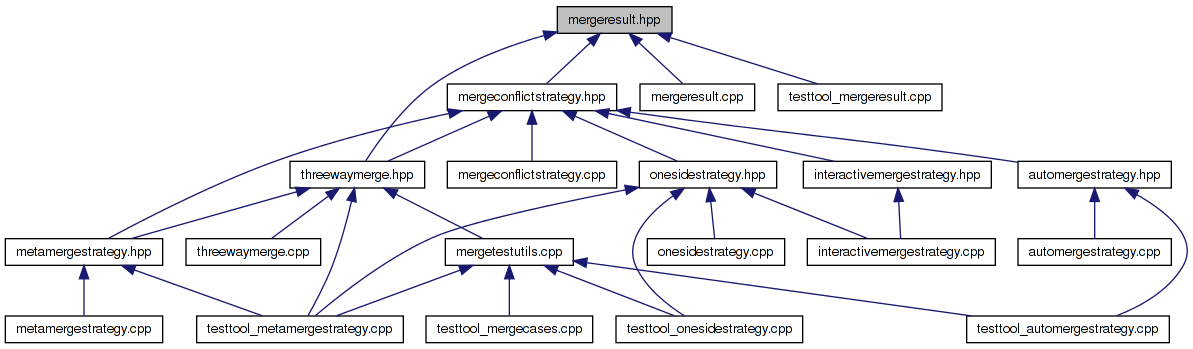 mergeresult.hpp
mergeconflictstrategy.hpp
mergeresult.cpp
testtool_mergeresult.cpp
threewaymerge.hpp
mergeconflictstrategy.cpp
onesidestrategy.hpp
interactivemergestrategy.hpp
automergestrategy.hpp
metamergestrategy.hpp
threewaymerge.cpp
mergetestutils.cpp
onesidestrategy.cpp
interactivemergestrategy.cpp
automergestrategy.cpp
metamergestrategy.cpp
testtool_metamergestrategy.cpp
testtool_mergecases.cpp
testtool_onesidestrategy.cpp
testtool_automergestrategy.cpp